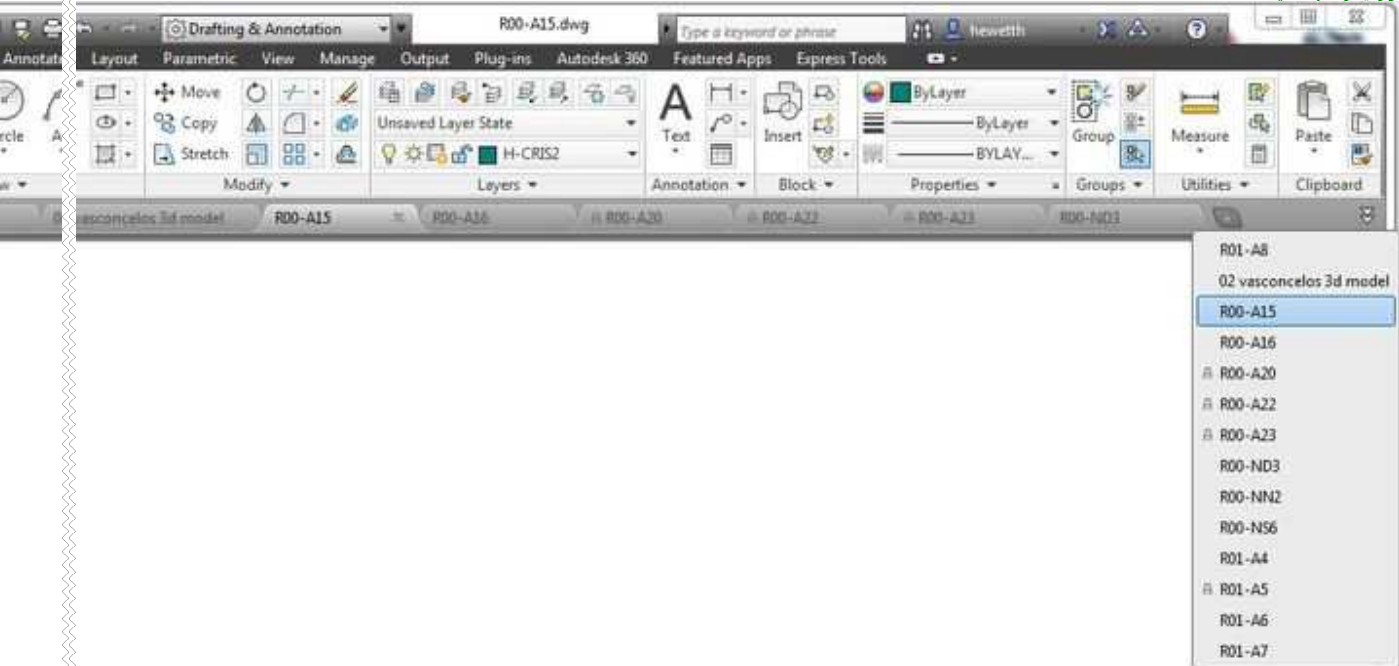 Drafting & Annotation R00-A15.dwg Type a keyword or phrase hewetth
Layout Parametric View Manage Output Plug-ins Autodesk 360 Featured Apps Express Tools
Move ByLayer
Copy Unsaved Layer State ByLayer
Text Insert Group Measure Paste
Stretch H-CRIS2 BYLAY...
Modify Layers Annotation Block Properties Groups Utilities Clipboard
vasconcelos 3d model R00-A15 R00-A16 R00-A20 R00-A22 R00-A23 R00-ND3
R01-A8
02 vasconcelos 3d model
R00-A15
R00-A16
R00-A20
R00-A22
R00-A23
R00-ND3
R00-NN2
R00-NS6
R01-A4
R01-A5
R01-A6
R01-A7